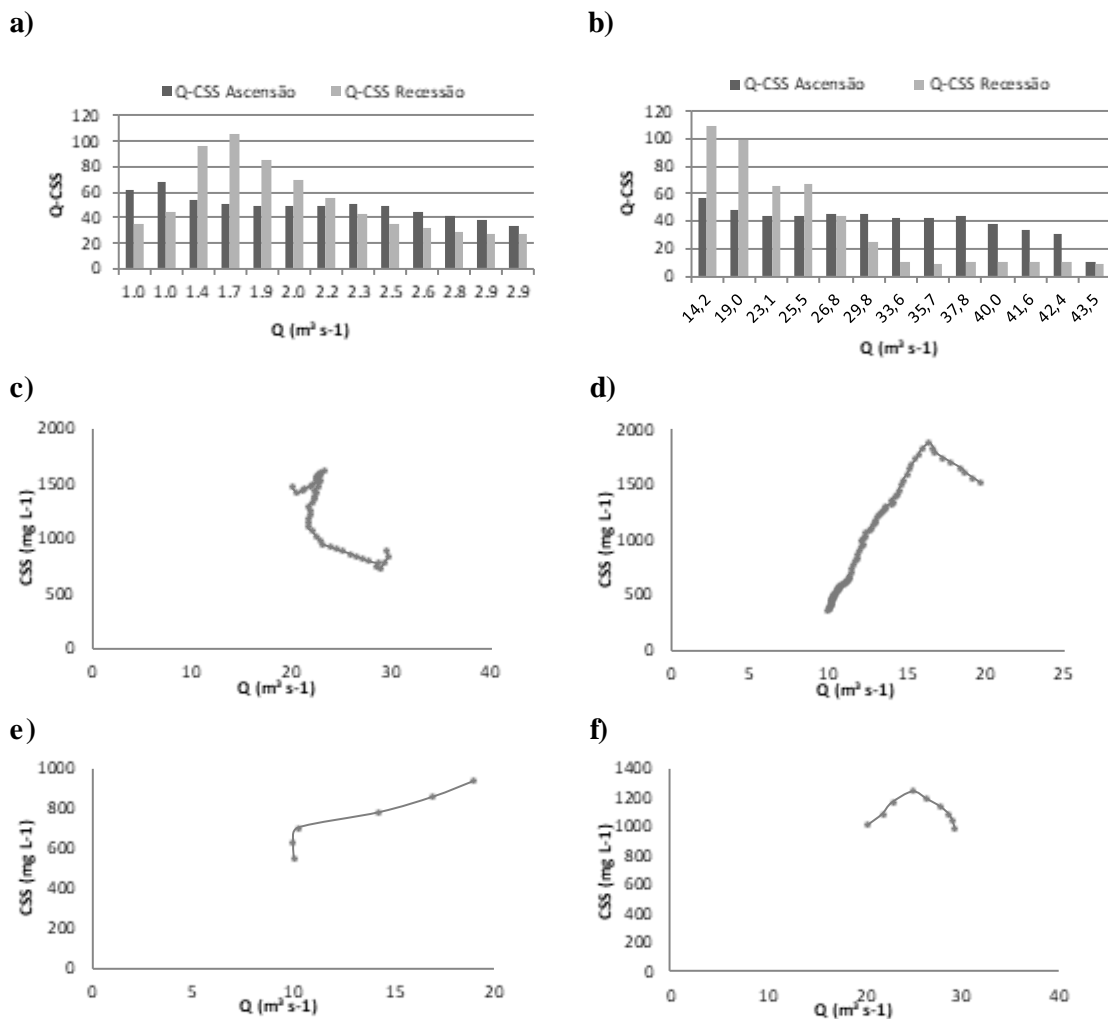 a)
Q-CSS Ascensão Q-CSS Recessão
120
100
80
60
40
20
0
Q-CSS
1.0 1.0 1.4 1.7 1.9 2.0 2.2 2.3 2.5 2.6 2.8 2.9 2.9
Q (m³ s-1)
b)
Q-CSS Ascensão Q-CSS Recessão
120
100
80
60
40
20
0
Q-CSS
14,2 19,0 23,1 25,5 26,8 29,8 33,6 35,7 37,8 40,0 41,6 42,4 43,5
Q (m³ s-1)
c)
2000
1500
1000
500
0
CSS (mg L-1)
0 10 20 30 40
Q (m³ s-1)
d)
2000
1500
1000
500
0
CSS (mg L-1)
0 5 10 15 20 25
Q (m³ s-1)
e)
1000
800
600
400
200
0
CSS (mg L-1)
0 5 10 15 20
Q (m³ s-1)
f)
1400
1200
1000
800
600
400
200
0
CSS (mg L-1)
0 10 20 30 40
Q (m³ s-1)